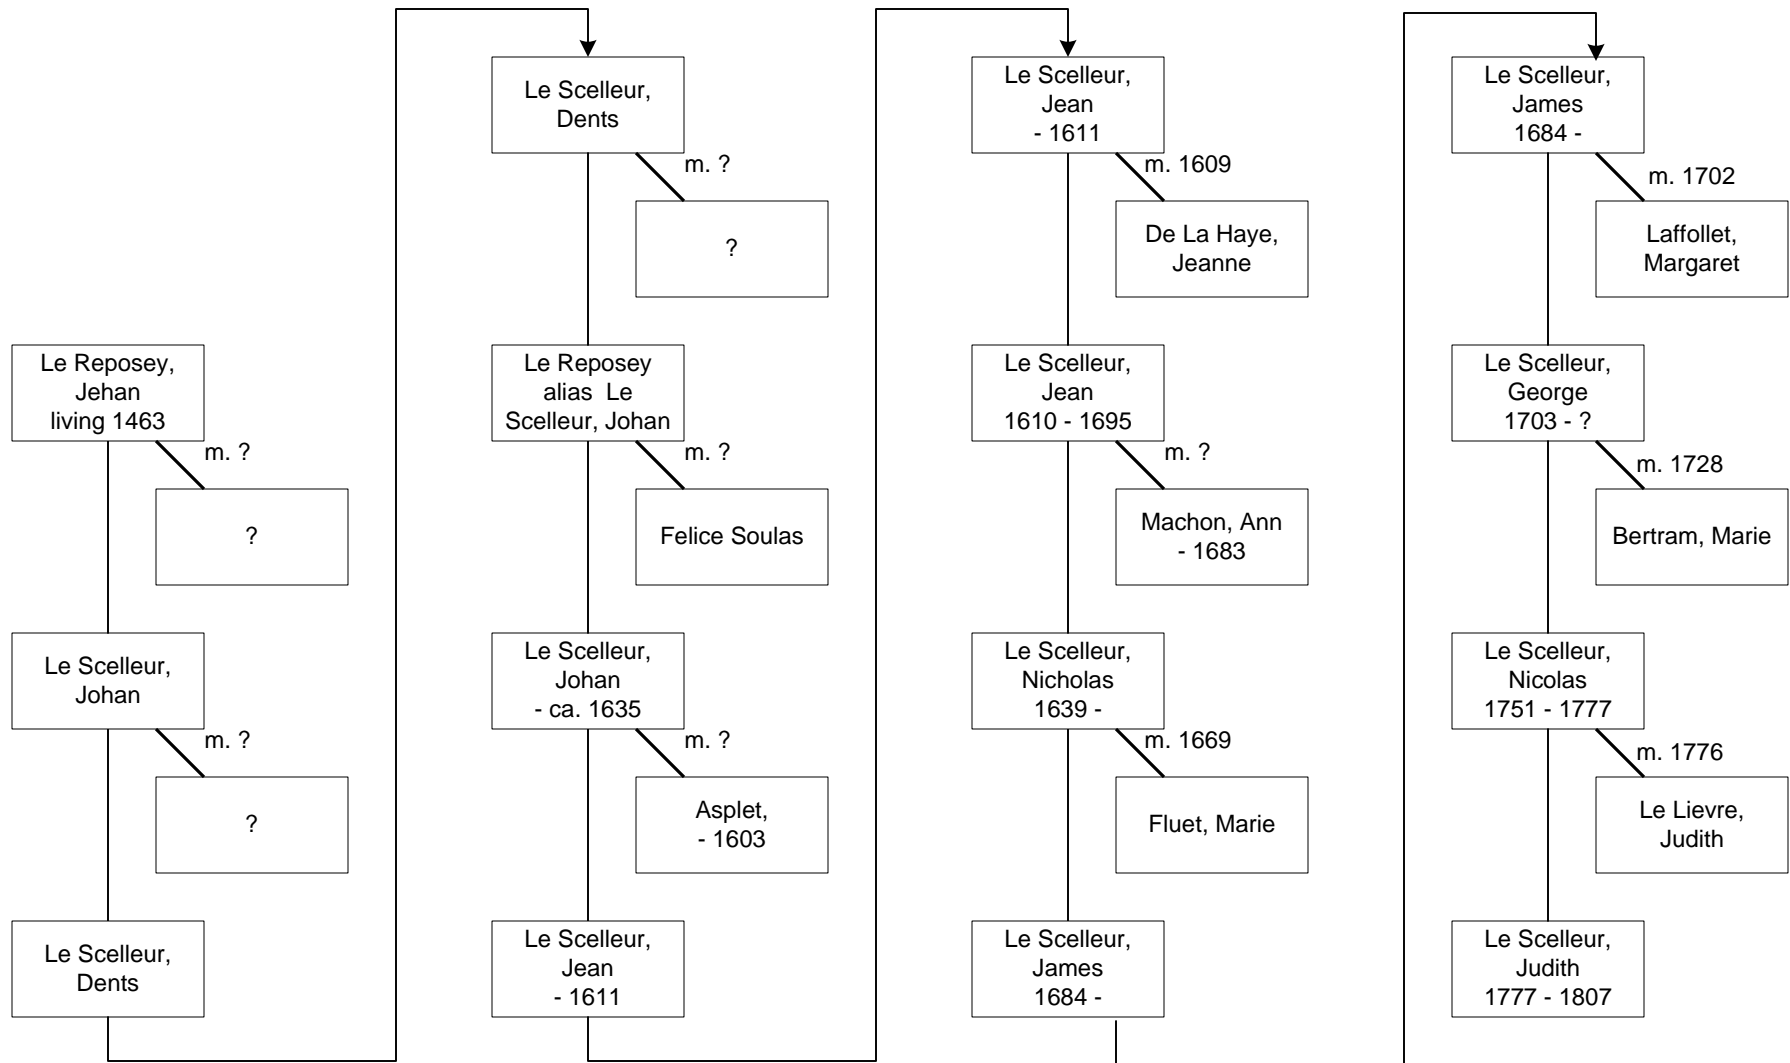 Le Reposey,
Jehan
living 1463
m. ?
?
Le Scelleur,
Johan
m. ?
?
Le Scelleur,
Dents
Le Scelleur,
Dents
m. ?
?
Le Reposey
alias Le
Scelleur, Johan
m. ?
Felice Soulas
Le Scelleur,
Johan
- ca. 1635
m. ?
Asplet,
- 1603
Le Scelleur,
Jean
- 1611
Le Scelleur,
Jean
- 1611
m. 1609
De La Haye,
Jeanne
Le Scelleur,
Jean
1610 - 1695
m. ?
Machon, Ann
- 1683
Le Scelleur,
Nicholas
1639 -
m. 1669
Fluet, Marie
Le Scelleur,
James
1684 -
Le Scelleur,
James
1684 -
m. 1702
Laffollet,
Margaret
Le Scelleur,
George
1703 - ?
m. 1728
Bertram, Marie
Le Scelleur,
Nicolas
1751 - 1777
m. 1776
Le Lievre,
Judith
Le Scelleur,
Judith
1777 - 1807